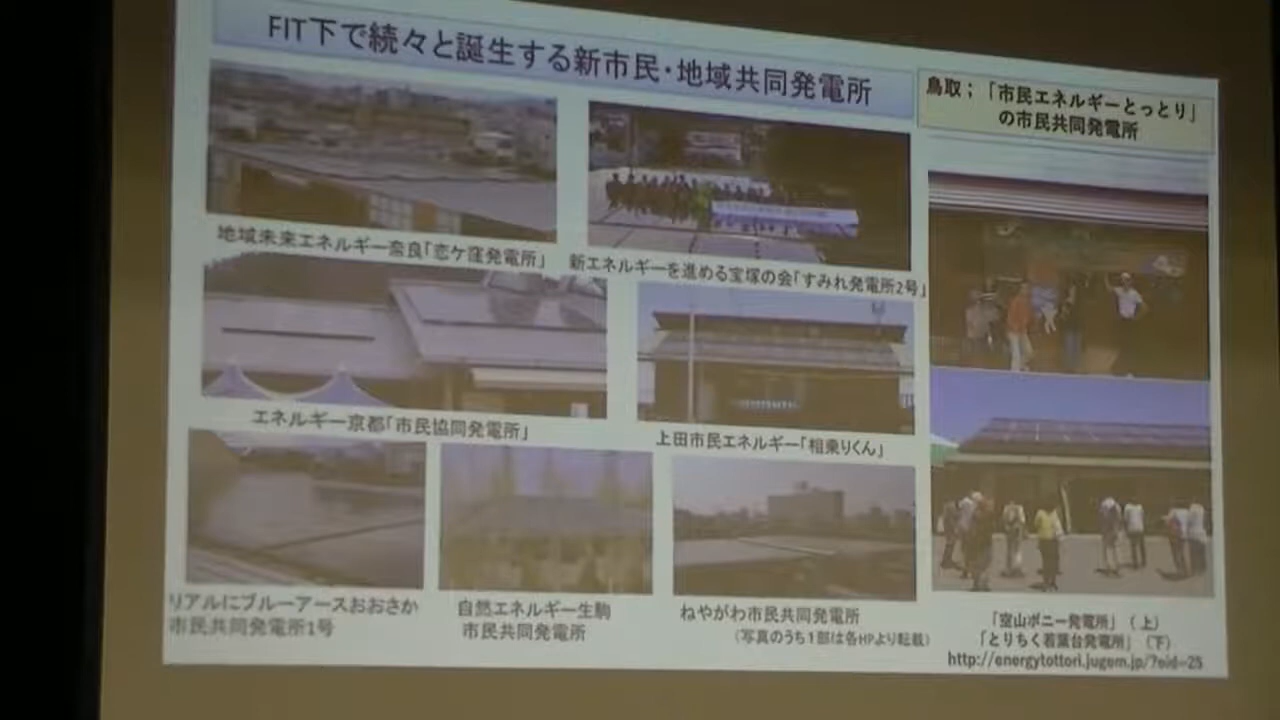 FIT下で続々と誕生する新市民・地域共同発電所
鳥取；「市民エネルギーとっとり」
の市民共同発電所
地域未来エネルギー奈良「恋ケ窪発電所」
新エネルギーを進める宝塚の会「すみれ発電所2号」
エネルギー京都「市民協同発電所」
上田市民エネルギー「相乗りくん」
リアルにブルーアースおおさか
市民共同発電所1号
自然エネルギー生駒
市民共同発電所
ねやがわ市民共同発電所
（写真のうち1部は各HPより転載）
「空山ポニー発電所」（上）
「とりちく若葉台発電所」（下）
http://energytottori.jugem.jp/?eid=25